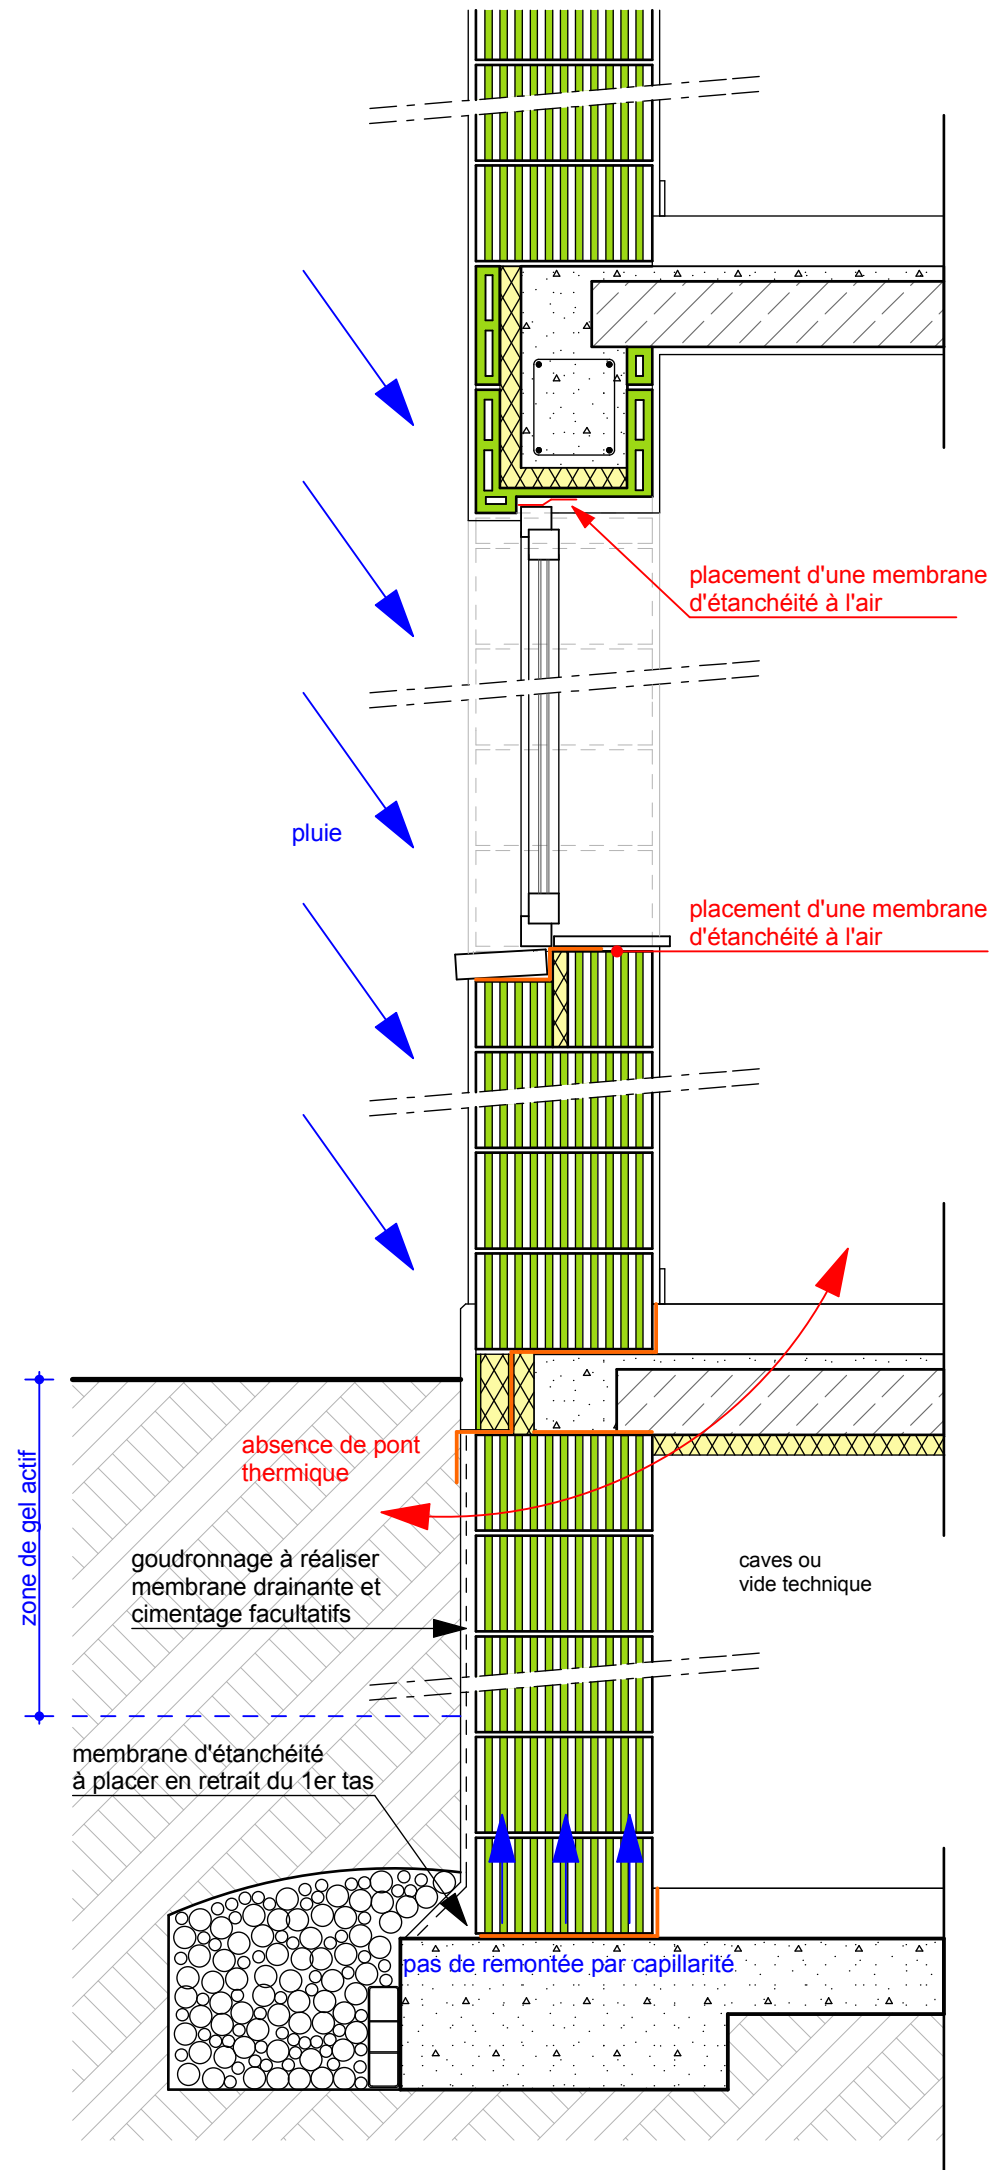 placement d'une membrane
d'étanchéité à l'air
pluie
placement d'une membrane
d'étanchéité à l'air
zone de gel actif
absence de pont
thermique
goudronnage à réaliser
membrane drainante et
cimentage facultatifs
caves ou
vide technique
membrane d'étanchéité
à placer en retrait du 1er tas
pas de remontée par capillarité